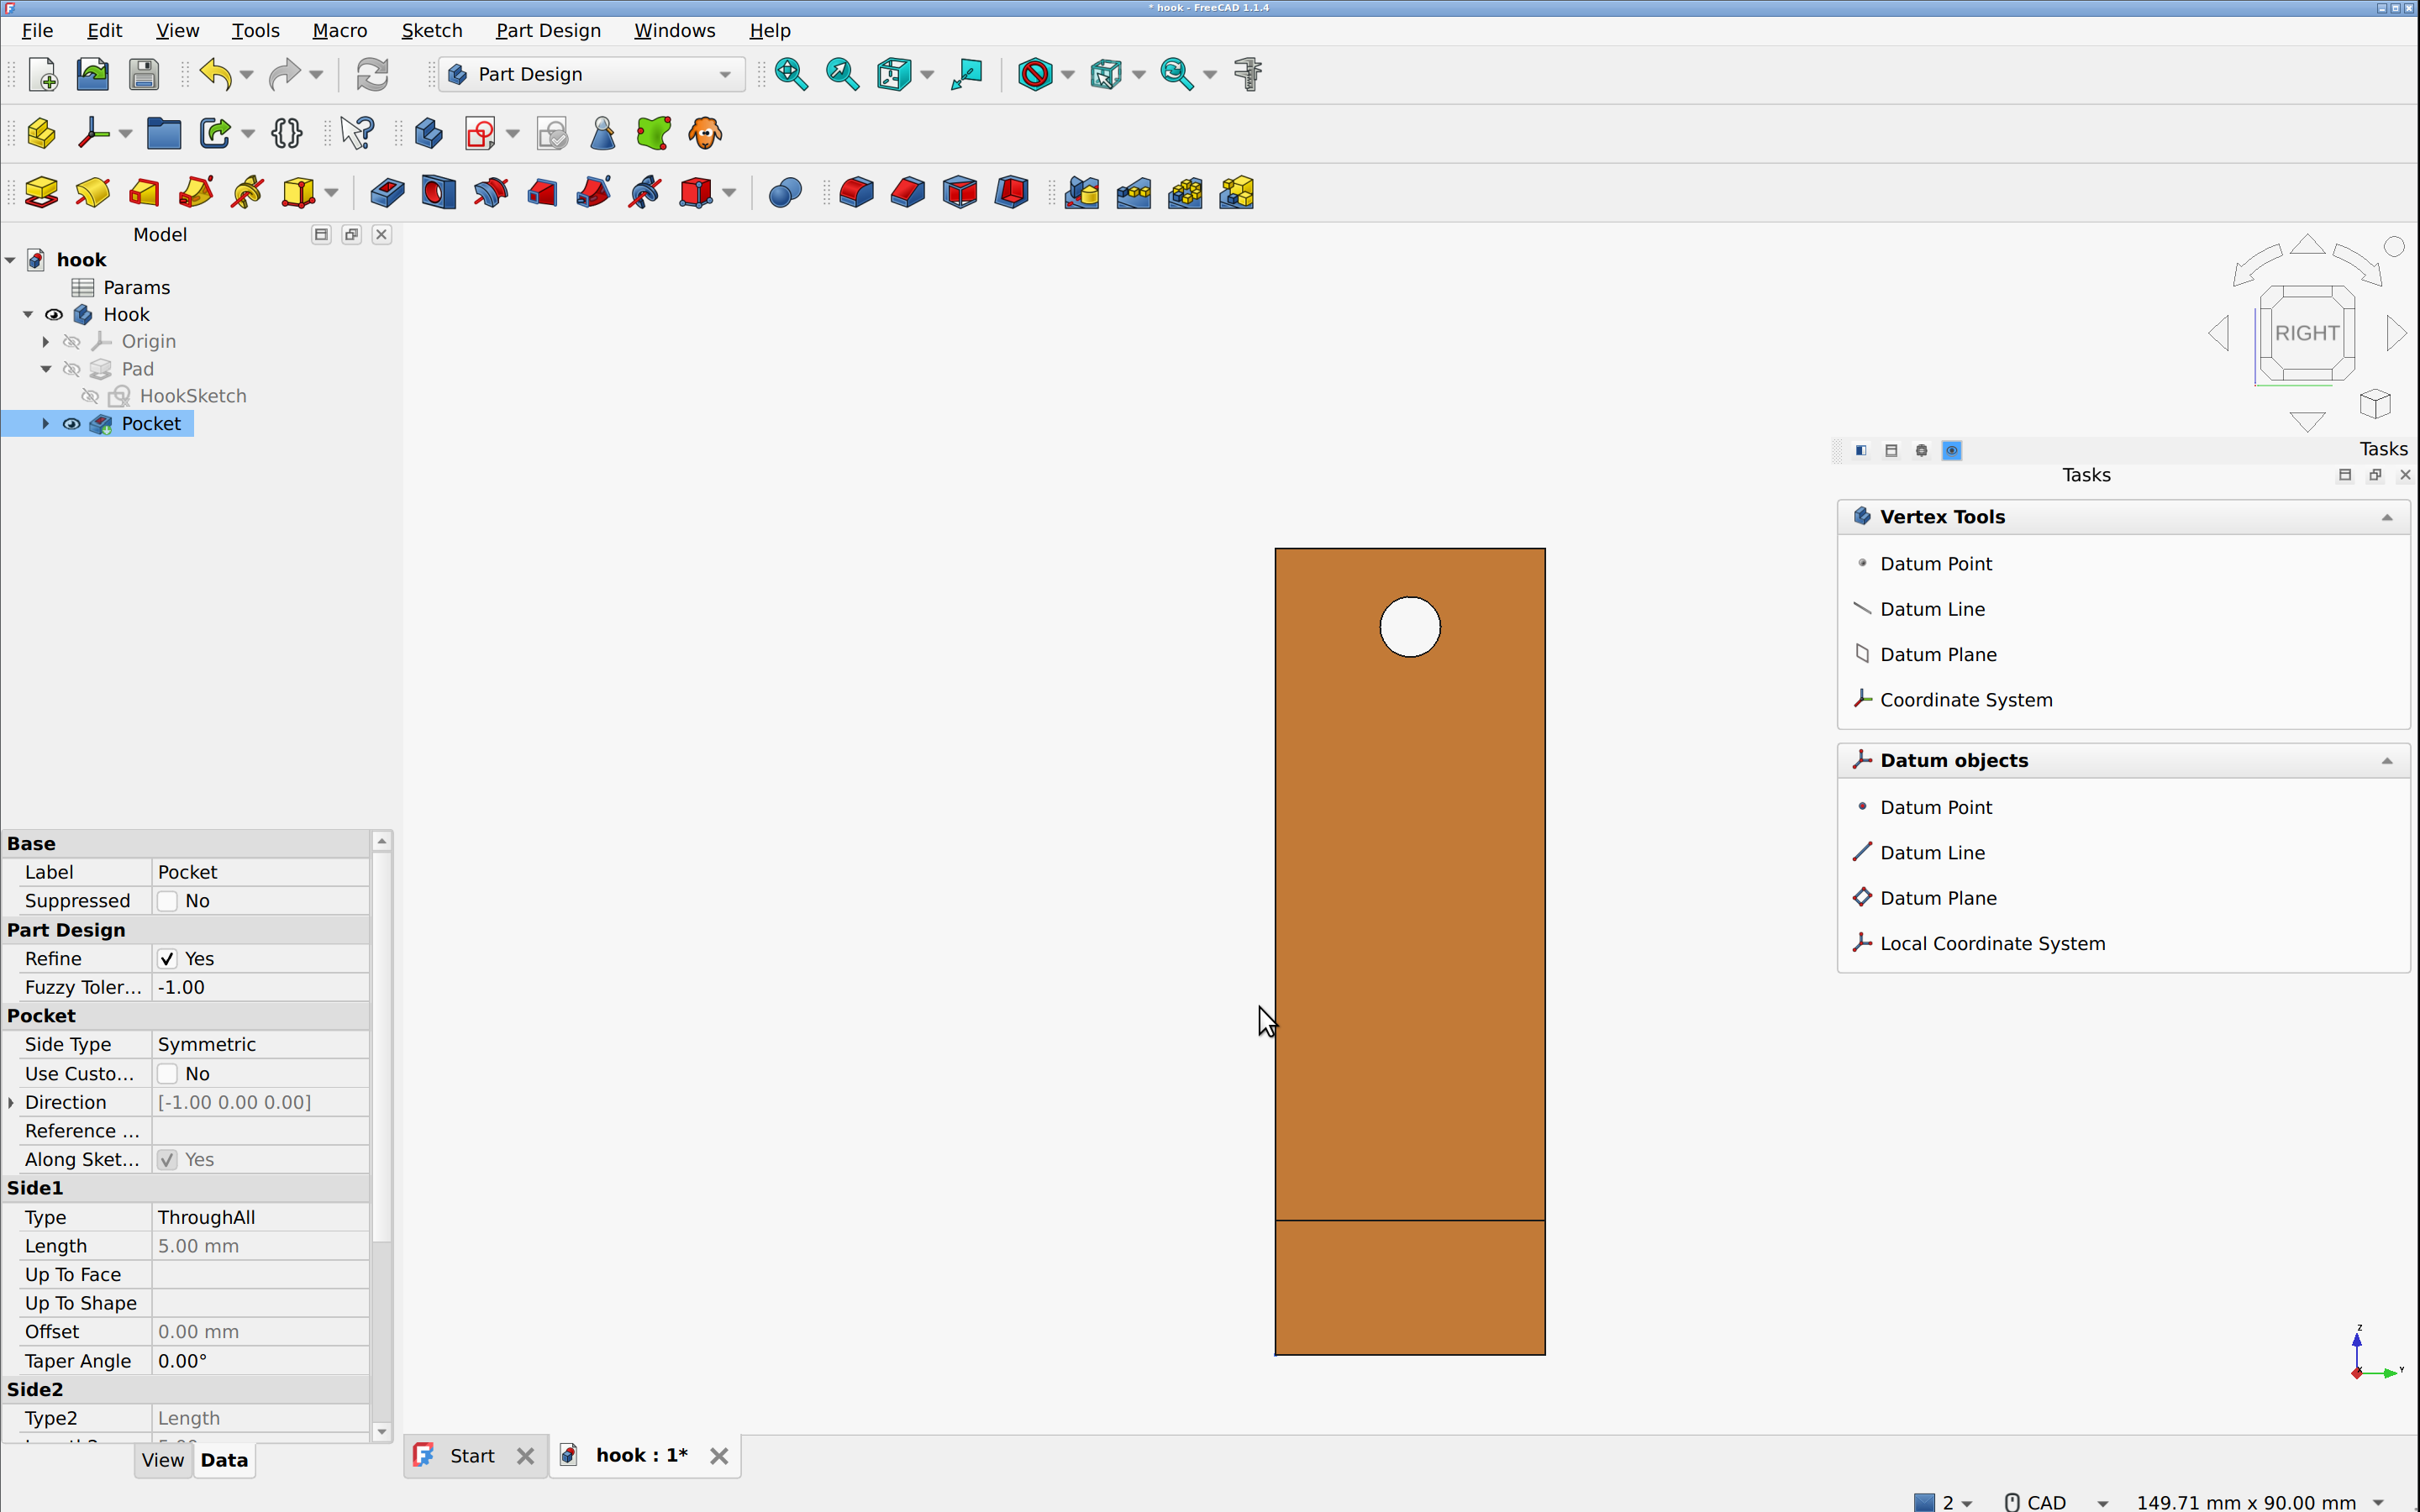 * hook - FreeCAD 1.1.4
File Edit View Tools Macro Sketch Part Design Windows Help
Part Design
Model
hook
Params
Hook
Origin
Pad
HookSketch
Pocket
RIGHT
Tasks
Tasks
Vertex Tools
Datum Point
Datum Line
Datum Plane
Coordinate System
Datum objects
Datum Point
Datum Line
Datum Plane
Local Coordinate System
Base
Label Pocket
Suppressed No
Part Design
Refine Yes
Fuzzy Toler... -1.00
Pocket
Side Type Symmetric
Use Custo... No
Direction [-1.00 0.00 0.00]
Reference ...
Along Sket... Yes
Side1
Type ThroughAll
Length 5.00 mm
Up To Face
Up To Shape
Offset 0.00 mm
Taper Angle 0.00°
Side2
Type2 Length
View Data
Start hook : 1*
Z
Y
2 CAD 149.71 mm x 90.00 mm